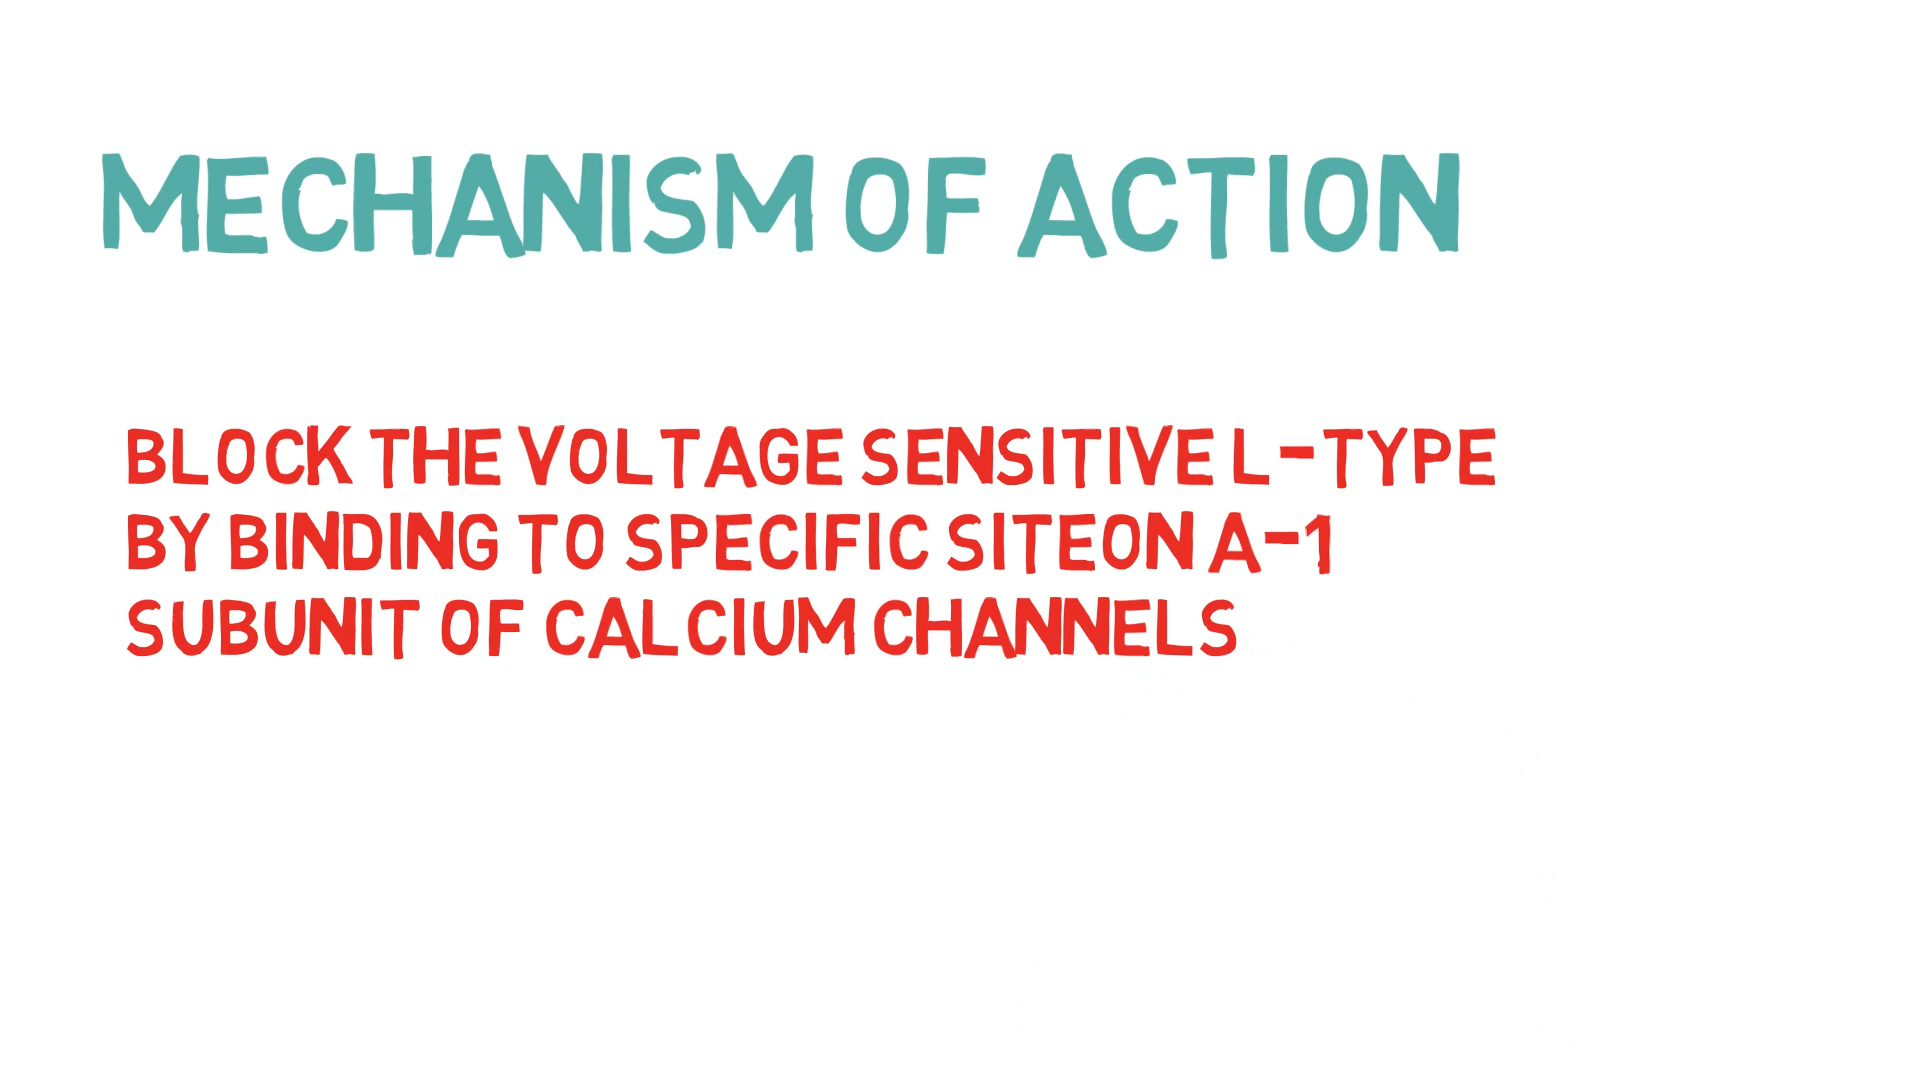 MECHANISM OF ACTION
BLOCK THE VOLTAGE SENSITIVE L-TYPE
BY BINDING TO SPECIFIC SITEON A-1
SUBUNIT OF CALCIUM CHANNELS